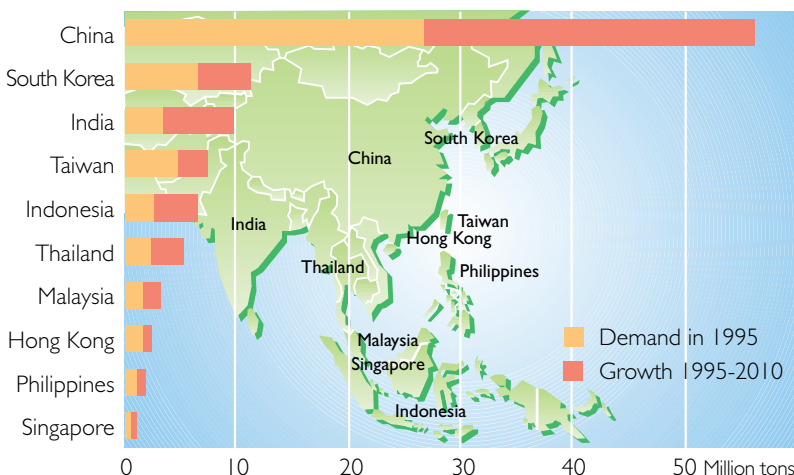 China
South Korea
India
Taiwan
Indonesia
Thailand
Malaysia
Hong Kong
Philippines
Singapore
South Korea
China
Taiwan
India
Hong Kong
Thailand
Philippines
Malaysia
Singapore
Indonesia
Demand in 1995
Growth 1995-2010
0 10 20 30 40 50 Million tons